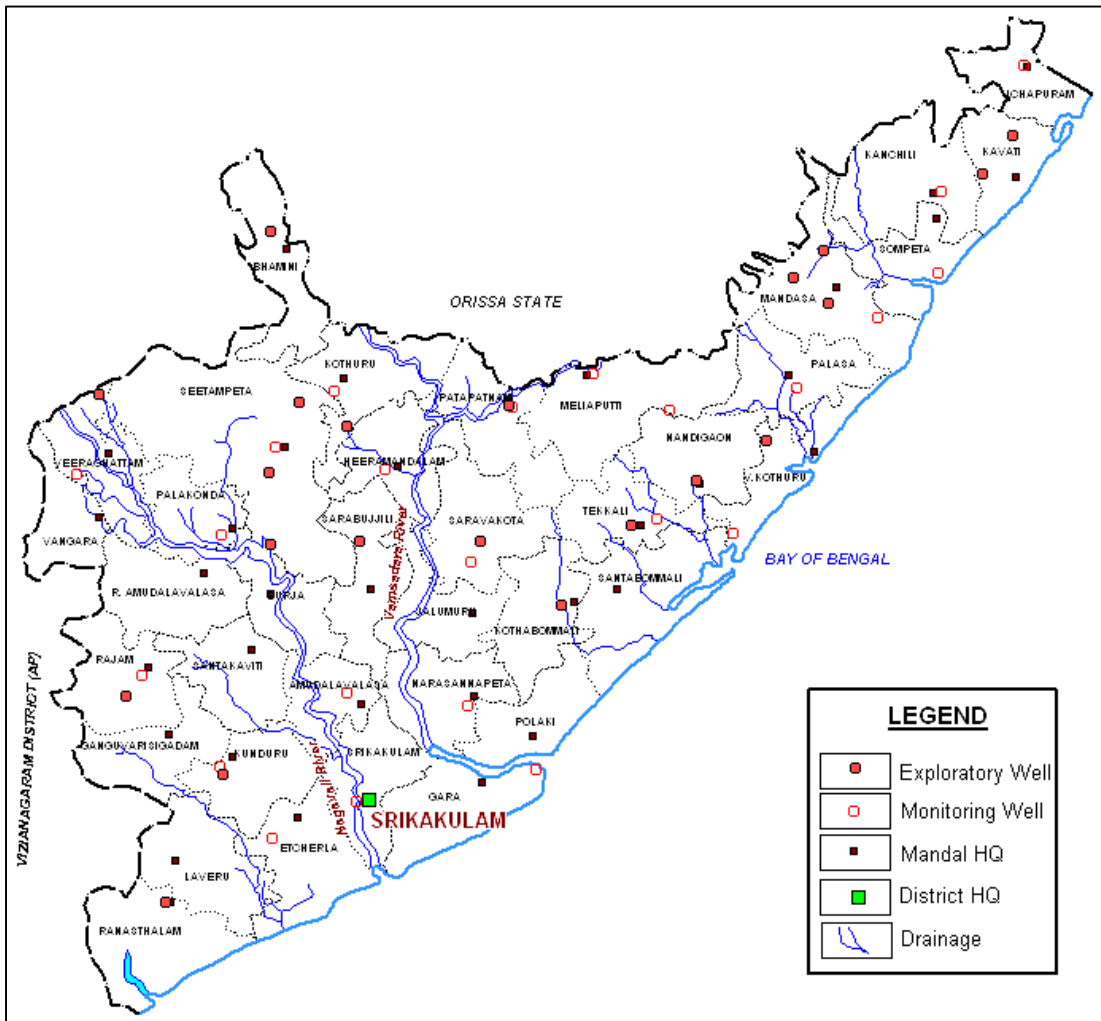 ICHAPURAM
KANCHILI
KAVATI
SOMPETA
BHAMINI
MANDASA
ORISSA STATE
KOTHURU
PALASA
SEETAMPETA
PATAPATNAM
MELIAPUTTI
NANDIGAON
VEERAGHATTAM
HEERAMANDALAM
V.KOTHURU
PALAKONDA
SARABUJJILI
SARAVAKOTA
TEKKALI
VANGARA
Vamsadara River
BAY OF BENGAL
SANTABOMMALI
R. AMUDALAVALASA
BURJA
JALUMURU
KOTHABOMMALI
RAJAM
SANTAKAVITI
AMUDALAVALASA
NARASANNAPETA
VIZIANAGARAM DISTRICT (AP)
POLAKI
GANGUVARISIGADAM
KUNDURU
SRIKAKULAM
Nagavali River
GARA
SRIKAKULAM
ETCHERLA
LAVERU
RANASTHALAM
LEGEND
Exploratory Well
Monitoring Well
Mandal HQ
District HQ
Drainage